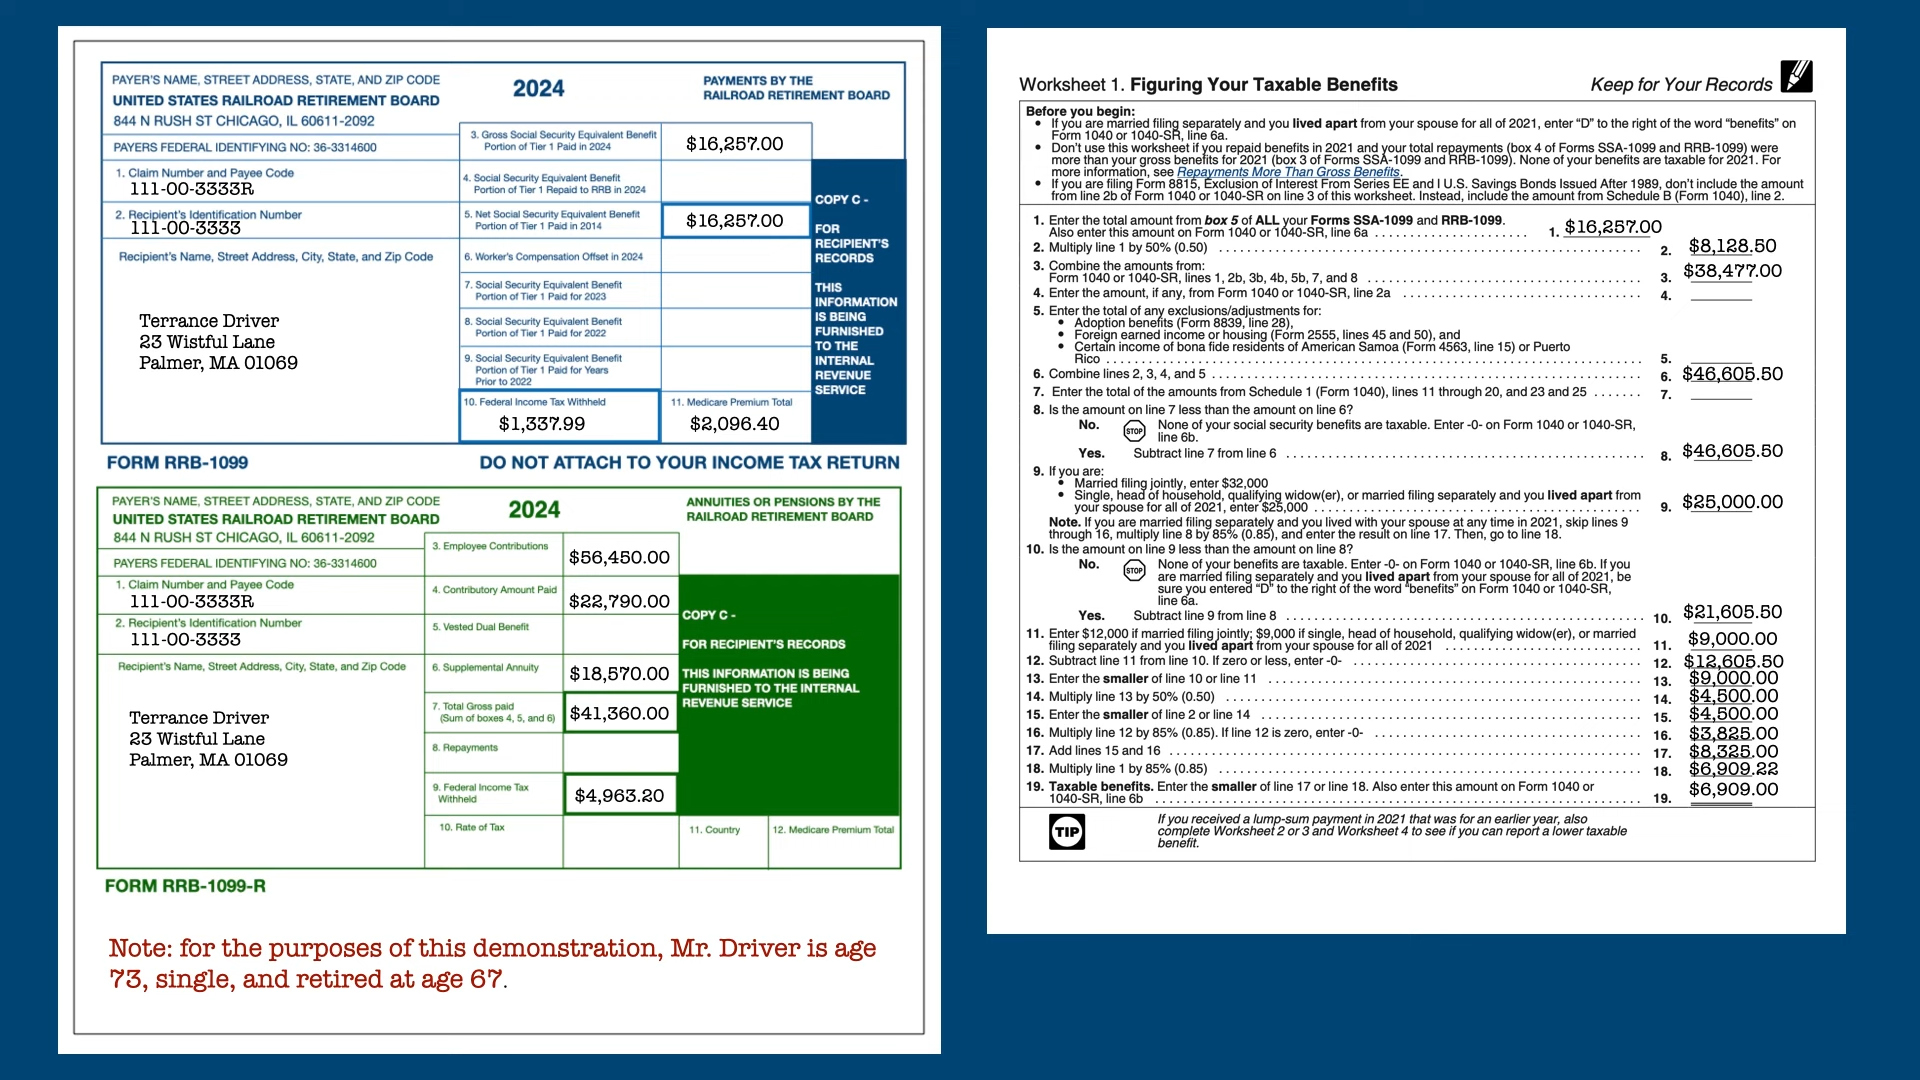 PAYER'S NAME, STREET ADDRESS, STATE, AND ZIP CODE
UNITED STATES RAILROAD RETIREMENT BOARD
844 N RUSH ST CHICAGO, IL 60611-2092
2024
PAYMENTS BY THE
RAILROAD RETIREMENT BOARD
PAYERS FEDERAL IDENTIFYING NO: 36-3314600
3. Gross Social Security Equivalent Benefit
Portion of Tier 1 Paid in 2024
$16,257.00
1. Claim Number and Payee Code
111-00-3333R
4. Social Security Equivalent Benefit
Portion of Tier 1 Repaid to RRB in 2024
2. Recipient's Identification Number
111-00-3333
5. Net Social Security Equivalent Benefit
Portion of Tier 1 Paid in 2014
$16,257.00
Recipient's Name, Street Address, City, State, and Zip Code
Terrance Driver
23 Wistful Lane
Palmer, MA 01069
6. Worker's Compensation Offset in 2024
7. Social Security Equivalent Benefit
Portion of Tier 1 Paid for 2023
8. Social Security Equivalent Benefit
Portion of Tier 1 Paid for 2022
9. Social Security Equivalent Benefit
Portion of Tier 1 Paid for Years
Prior to 2022
10. Federal Income Tax Withheld
$1,337.99
11. Medicare Premium Total
$2,096.40
COPY C -
FOR
RECIPIENT'S
RECORDS
THIS
INFORMATION
IS BEING
FURNISHED
TO THE
INTERNAL
REVENUE
SERVICE
FORM RRB-1099
DO NOT ATTACH TO YOUR INCOME TAX RETURN
PAYER'S NAME, STREET ADDRESS, STATE, AND ZIP CODE
UNITED STATES RAILROAD RETIREMENT BOARD
844 N RUSH ST CHICAGO, IL 60611-2092
2024
ANNUITIES OR PENSIONS BY THE
RAILROAD RETIREMENT BOARD
PAYERS FEDERAL IDENTIFYING NO: 36-3314600
3. Employee Contributions
$56,450.00
1. Claim Number and Payee Code
111-00-3333R
4. Contributory Amount Paid
$22,790.00
2. Recipient's Identification Number
111-00-3333
5. Vested Dual Benefit
Recipient's Name, Street Address, City, State, and Zip Code
Terrance Driver
23 Wistful Lane
Palmer, MA 01069
6. Supplemental Annuity
$18,570.00
7. Total Gross paid
(Sum of boxes 4, 5, and 6)
$41,360.00
8. Repayments
9. Federal Income Tax
Withheld
$4,963.20
10. Rate of Tax
11. Country
12. Medicare Premium Total
COPY C -
FOR RECIPIENT'S RECORDS
THIS INFORMATION IS BEING
FURNISHED TO THE INTERNAL
REVENUE SERVICE
FORM RRB-1099-R
Note: for the purposes of this demonstration, Mr. Driver is age
73, single, and retired at age 67.
Worksheet 1. Figuring Your Taxable Benefits
Keep for Your Records
Before you begin:
• If you are married filing separately and you lived apart from your spouse for all of 2021, enter "D" to the right of the word "benefits" on
Form 1040 or 1040-SR, line 6a.
• Don't use this worksheet if you repaid benefits in 2021 and your total repayments (box 4 of Forms SSA-1099 and RRB-1099) were
more than your gross benefits for 2021 (box 3 of Forms SSA-1099 and RRB-1099). None of your benefits are taxable for 2021. For
more information, see Repayments More Than Gross Benefits.
• If you are filing Form 8815, Exclusion of Interest From Series EE and I U.S. Savings Bonds Issued After 1989, don't include the amount
from line 2b of Form 1040 or 1040-SR on line 3 of this worksheet. Instead, include the amount from Schedule B (Form 1040), line 2.
1. Enter the total amount from box 5 of ALL your Forms SSA-1099 and RRB-1099.
Also enter this amount on Form 1040 or 1040-SR, line 6a 1. $16,257.00
2. Multiply line 1 by 50% (0.50) 2. $8,128.50
3. Combine the amounts from:
Form 1040 or 1040-SR, lines 1, 2b, 3b, 4b, 5b, 7, and 8 3. $38,477.00
4. Enter the amount, if any, from Form 1040 or 1040-SR, line 2a 4.
5. Enter the total of any exclusions/adjustments for:
• Adoption benefits (Form 8839, line 28),
• Foreign earned income or housing (Form 2555, lines 45 and 50), and
• Certain income of bona fide residents of American Samoa (Form 4563, line 15) or Puerto
Rico 5.
6. Combine lines 2, 3, 4, and 5 6. $46,605.50
7. Enter the total of the amounts from Schedule 1 (Form 1040), lines 11 through 20, and 23 and 25 7.
8. Is the amount on line 7 less than the amount on line 6?
No. STOP None of your social security benefits are taxable. Enter -0- on Form 1040 or 1040-SR,
line 6b.
Yes. Subtract line 7 from line 6 8. $46,605.50
9. If you are:
• Married filing jointly, enter $32,000
• Single, head of household, qualifying widow(er), or married filing separately and you lived apart from
your spouse for all of 2021, enter $25,000 9. $25,000.00
Note. If you are married filing separately and you lived with your spouse at any time in 2021, skip lines 9
through 16, multiply line 8 by 85% (0.85), and enter the result on line 17. Then, go to line 18.
10. Is the amount on line 9 less than the amount on line 8?
No. STOP None of your benefits are taxable. Enter -0- on Form 1040 or 1040-SR, line 6b. If you
are married filing separately and you lived apart from your spouse for all of 2021, be
sure you entered "D" to the right of the word "benefits" on Form 1040 or 1040-SR,
line 6a.
Yes. Subtract line 9 from line 8 10. $21,605.50
11. Enter $12,000 if married filing jointly; $9,000 if single, head of household, qualifying widow(er), or married
filing separately and you lived apart from your spouse for all of 2021 11. $9,000.00
12. Subtract line 11 from line 10. If zero or less, enter -0- 12. $12,605.50
13. Enter the smaller of line 10 or line 11 13. $9,000.00
14. Multiply line 13 by 50% (0.50) 14. $4,500.00
15. Enter the smaller of line 2 or line 14 15. $4,500.00
16. Multiply line 12 by 85% (0.85). If line 12 is zero, enter -0- 16. $3,825.00
17. Add lines 15 and 16 17. $8,325.00
18. Multiply line 1 by 85% (0.85) 18. $6,909.22
19. Taxable benefits. Enter the smaller of line 17 or line 18. Also enter this amount on Form 1040 or
1040-SR, line 6b 19. $6,909.00
TIP
If you received a lump-sum payment in 2021 that was for an earlier year, also
complete Worksheet 2 or 3 and Worksheet 4 to see if you can report a lower taxable
benefit.